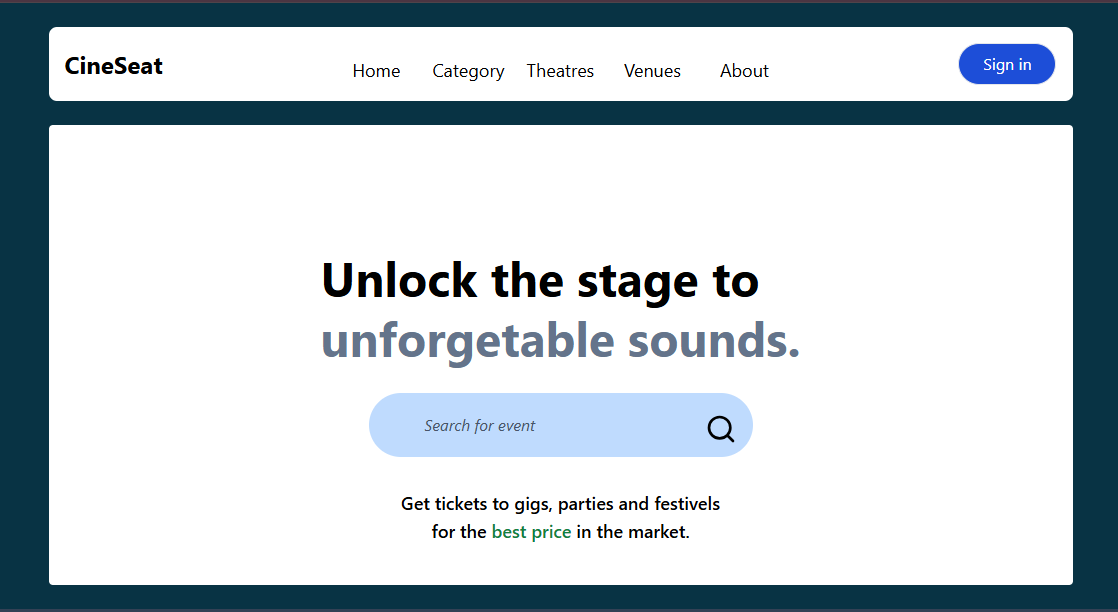 CineSeat
Home Category Theatres Venues About
Sign in
Unlock the stage to
unforgetable sounds.
Search for event
Get tickets to gigs, parties and festivels
for the best price in the market.